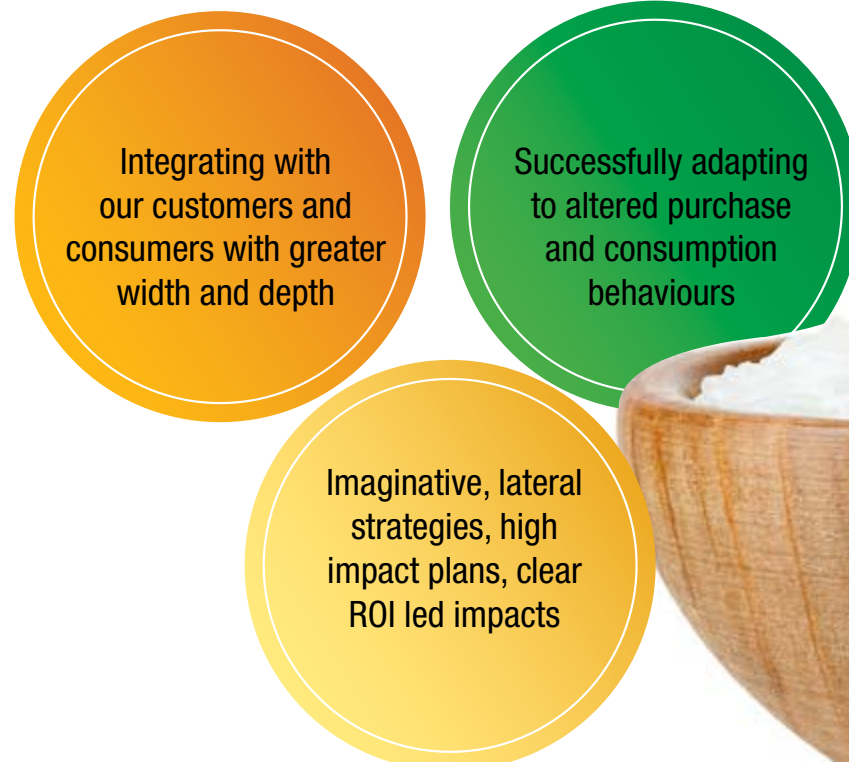 Integrating with
our customers and
consumers with greater
width and depth
Successfully adapting
to altered purchase
and consumption
behaviours
Imaginative, lateral
strategies, high
impact plans, clear
ROI led impacts